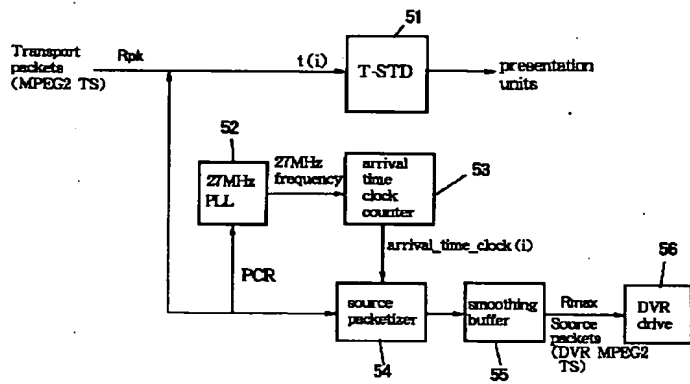 51
Transport
packets
(MPEG2 TS)
Rpk
t(i)
T-STD
presentation
units
52
27MHz
PLL
27MHz
frequency
arrival
time
clock
counter
53
arrival_time_clock(i)
PCR
source
packetizer
54
smoothing
buffer
55
Rmax
Source
packets
(DVR MPEG2
TS)
56
DVR
drive